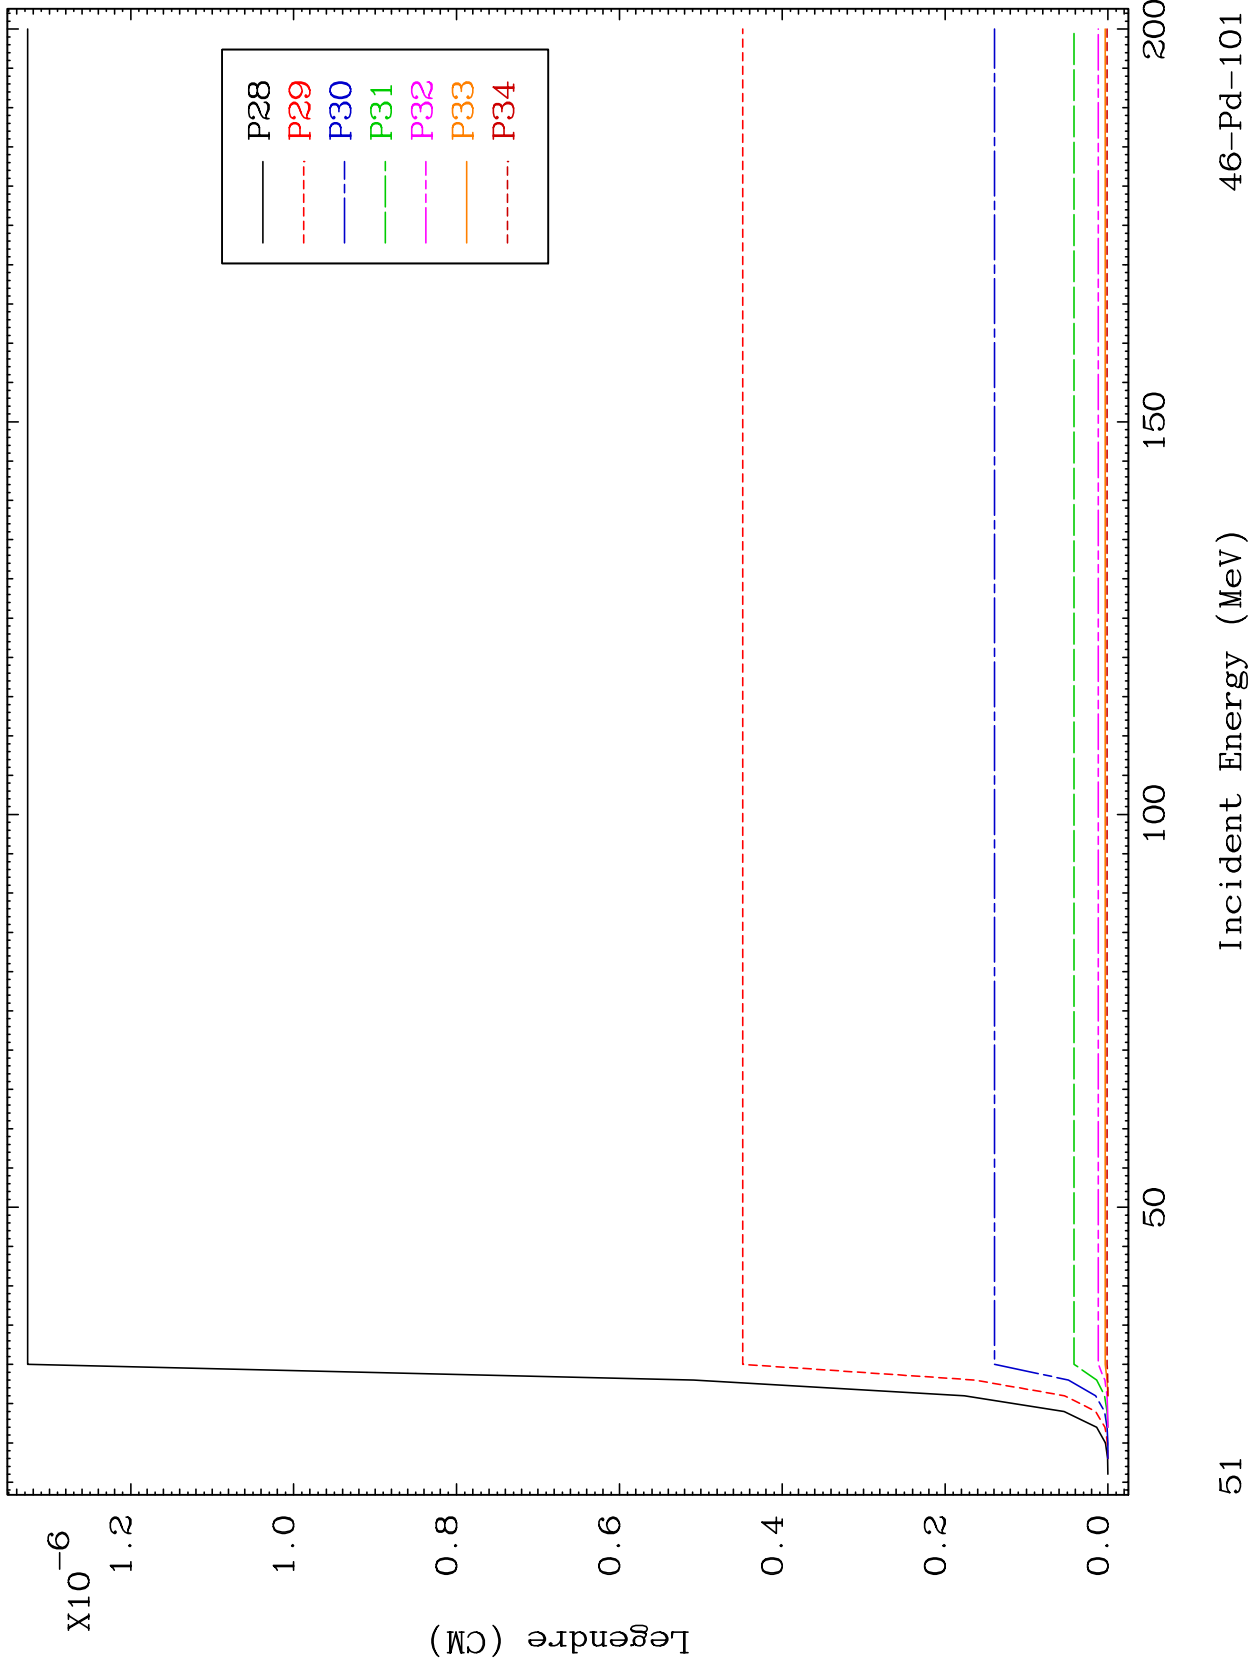 X10-6
1.2
1.0
0.8
0.6
0.4
0.2
0.0
Legendre (CM)
P28
P29
P30
P31
P32
P33
P34
50
100
150
200
Incident Energy (MeV)
51
46-Pd-101